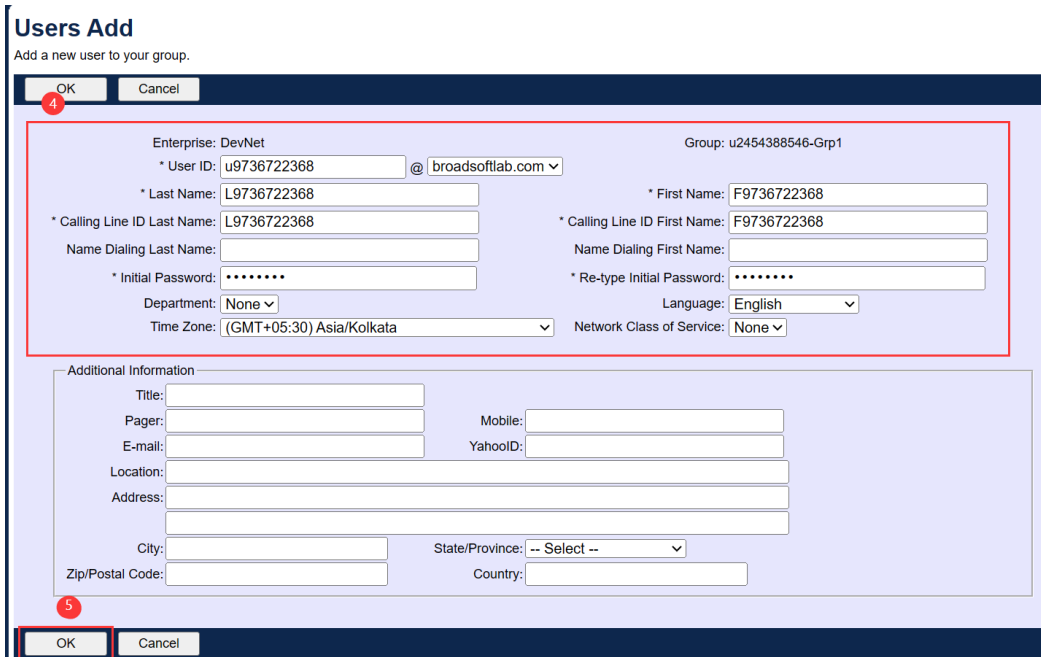 Users Add
Add a new user to your group.
OK Cancel
4
Enterprise: DevNet Group: u2454388546-Grp1
* User ID: u9736722368 @ broadsoftlab.com
* Last Name: L9736722368 * First Name: F9736722368
* Calling Line ID Last Name: L9736722368 * Calling Line ID First Name: F9736722368
Name Dialing Last Name: Name Dialing First Name:
* Initial Password: •••••••• * Re-type Initial Password: ••••••••
Department: None Language: English
Time Zone: (GMT+05:30) Asia/Kolkata Network Class of Service: None
Additional Information
Title:
Pager: Mobile:
E-mail: YahooID:
Location:
Address:
City: State/Province: -- Select --
Zip/Postal Code: Country:
5
OK Cancel